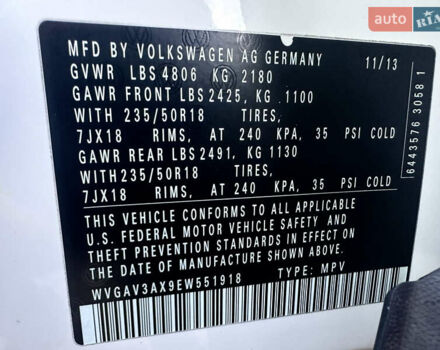 auto RIA
MFD BY VOLKSWAGEN AG GERMANY 11/13
GVWR LBS 4806 KG 2180
GAWR FRONT LBS 2425, KG 1100
WITH 235/50R18 TIRES,
7JX18 RIMS, AT 240 KPA, 35 PSI COLD
GAWR REAR LBS 2491, KG 1130
WITH 235/50R18 TIRES,
7JX18 RIMS, AT 240 KPA, 35 PSI COLD
THIS VEHICLE CONFORMS TO ALL APPLICABLE
U.S. FEDERAL MOTOR VEHICLE SAFETY AND
THEFT PREVENTION STANDARDS IN EFFECT ON
THE DATE OF MANUFACTURE SHOWN ABOVE.
WVGAV3AX9EW551918 TYPE: MPV
6443576 3058 1